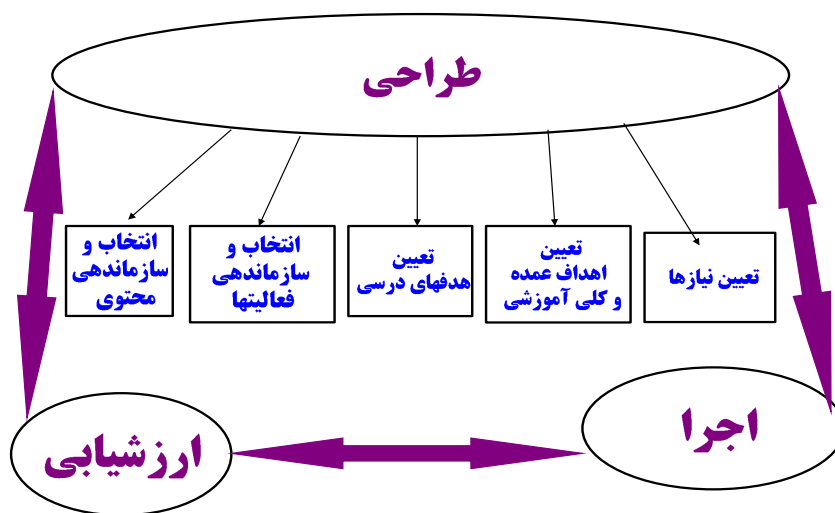 طراحی
تعیین نیازها
تعیین
اهداف عمده
و کلی آموزشی
تعیین
هدفهای درسی
انتخاب و
سازماندهی
فعالیتها
انتخاب و
سازماندهی
محتوی
اجرا
ارزشیابی